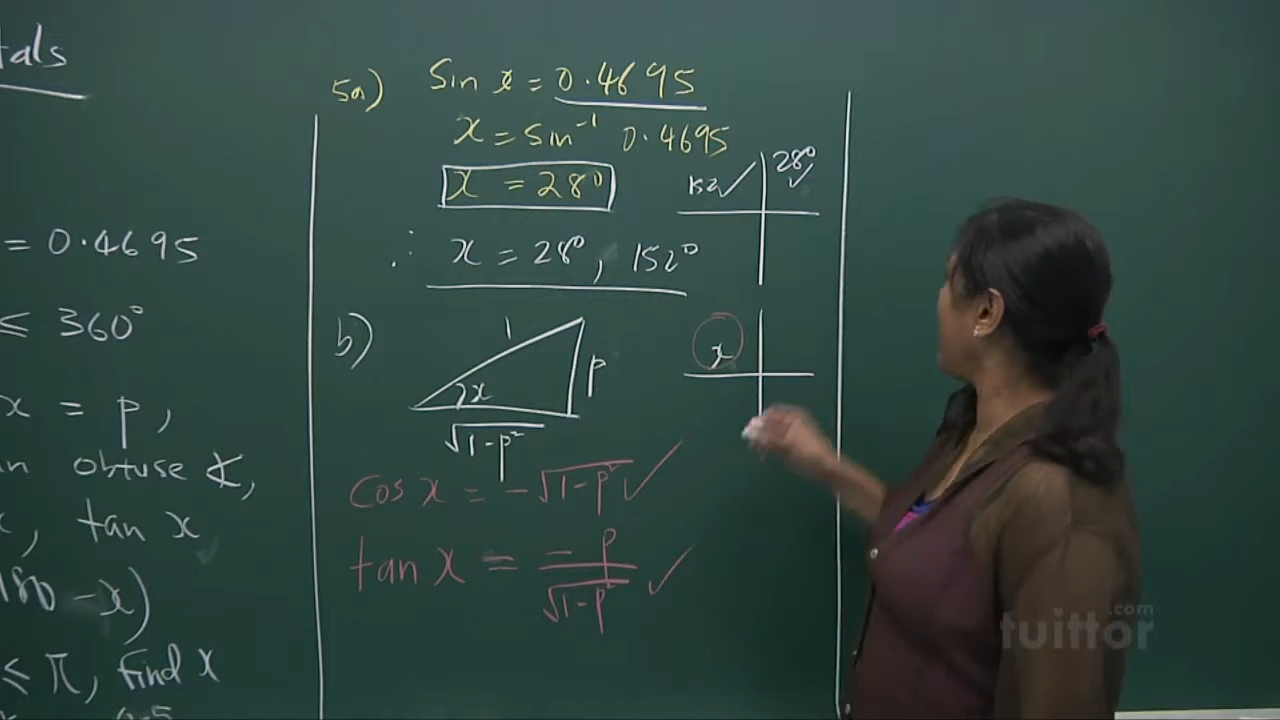 tals
= 0.4695
≤ 360°
x = p,
n obtuse ∢,
x, tan x
180 - x)
≤ π, find x
5a) Sin x = 0.4695
x = sin⁻¹ 0.4695
x = 28°
152 ✓ 28° ✓
∴ x = 28°, 152°
b)
1
p
x
√1-p²
x
cos x = -√1-p² ✓
tan x = -p/√1-p² ✓
tuittor.com